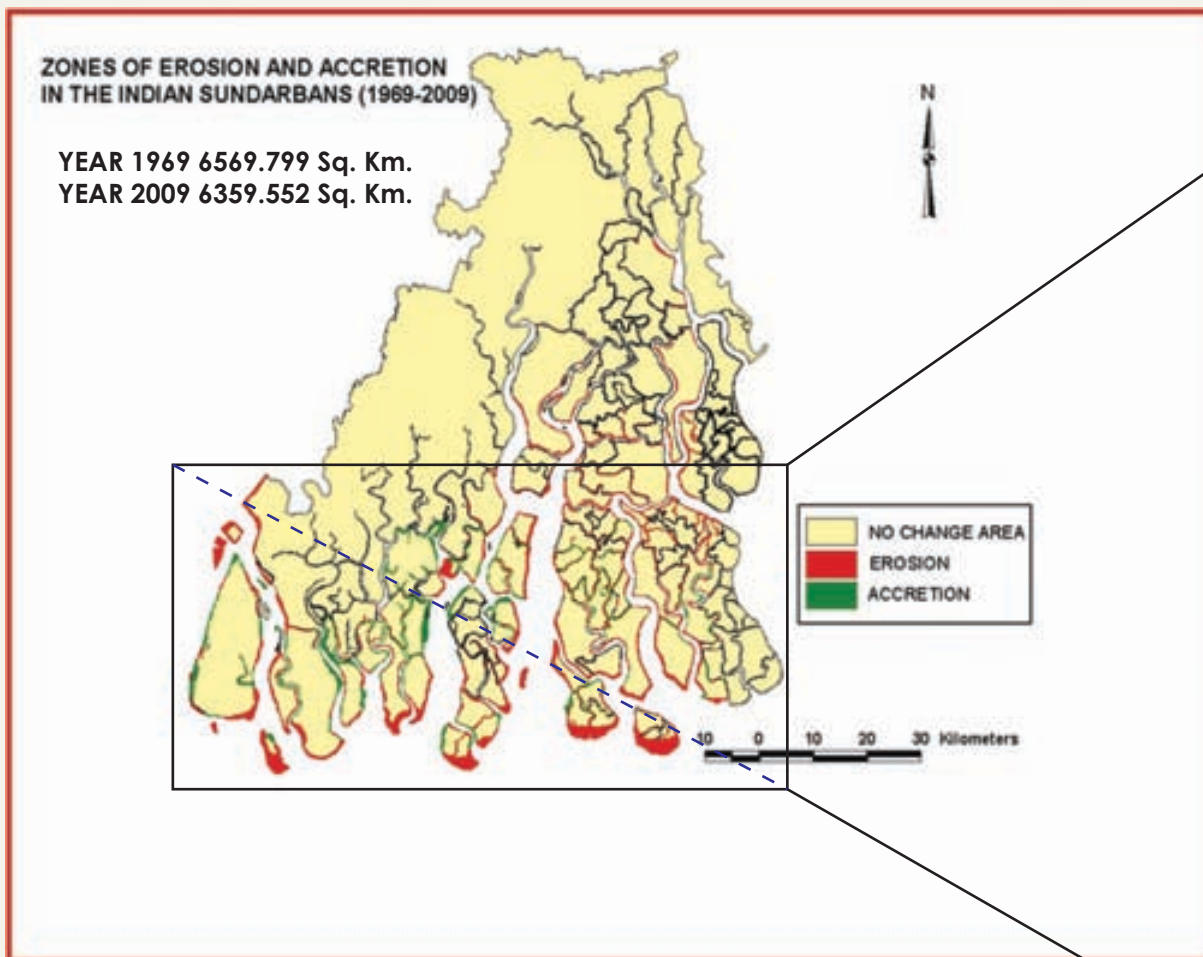 ZONES OF EROSION AND ACCRETION
IN THE INDIAN SUNDARBANS (1969-2009)
YEAR 1969 6569.799 Sq. Km.
YEAR 2009 6359.552 Sq. Km.
N
NO CHANGE AREA
EROSION
ACCRETION
10 0 10 20 30 Kilometers